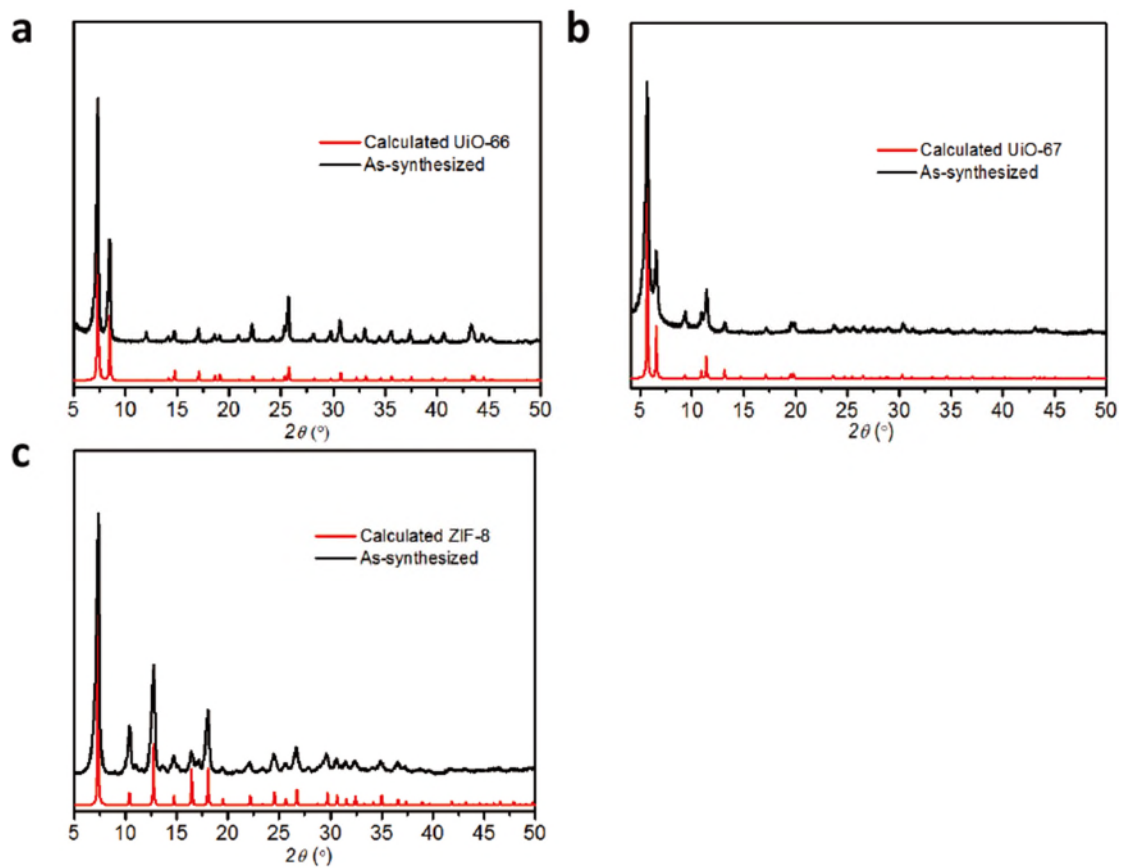 a
Calculated UiO-66
As-synthesized
5 10 15 20 25 30 35 40 45 50
2θ (°)
b
Calculated UiO-67
As-synthesized
5 10 15 20 25 30 35 40 45 50
2θ (°)
c
Calculated ZIF-8
As-synthesized
5 10 15 20 25 30 35 40 45 50
2θ (°)